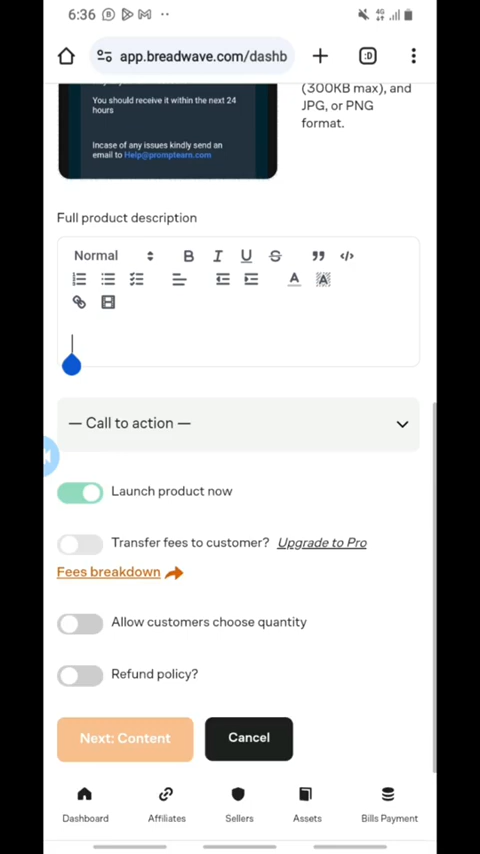 6:36
4G
app.breadwave.com/dashb
:D
You should receive it within the next 24
hours
Incase of any issues kindly send an
email to Help@promptearn.com
(300KB max), and
JPG, or PNG
format.
Full product description
Normal
B I U S
A A
— Call to action —
Launch product now
Transfer fees to customer? Upgrade to Pro
Fees breakdown
Allow customers choose quantity
Refund policy?
Next: Content
Cancel
Dashboard
Affiliates
Sellers
Assets
Bills Payment